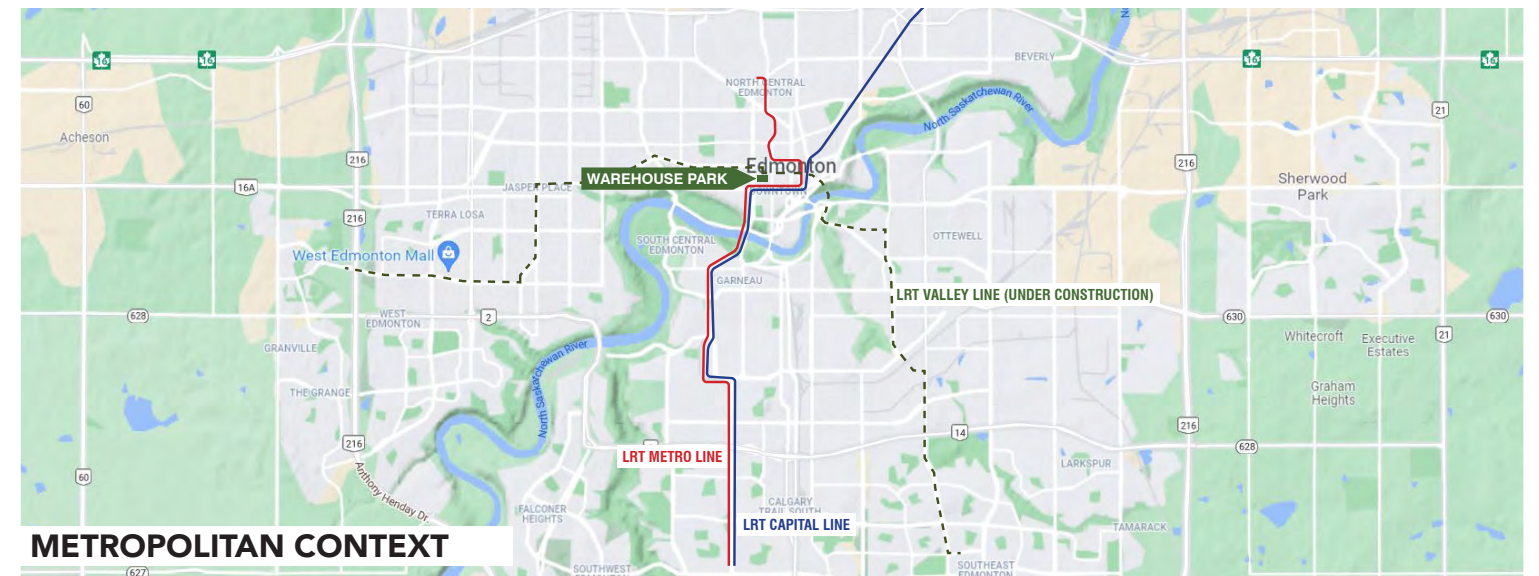 16
16
16
16
BEVERLY
NORTH CENTRAL
EDMONTON
North Saskatchewan River
60
21
Acheson
216
216
Edmonton
WAREHOUSE PARK
16A
JASPER PLACE
Sherwood
Park
TERRA LOSA
216
West Edmonton Mall
SOUTH CENTRAL
EDMONTON
OTTEWELL
GARNEAU
LRT VALLEY LINE (UNDER CONSTRUCTION)
628
WEST
EDMONTON
2
630
630
21
Whitecroft
Executive
Estates
GRANVILLE
North Saskatchewan River
THE GRANGE
Graham
Heights
216
14
216
628
LRT METRO LINE
LARKSPUR
60
Anthony Henday Dr.
CALGARY
TRAIL SOUTH
FALCONER
HEIGHTS
LRT CAPITAL LINE
TAMARACK
METROPOLITAN CONTEXT
627
SOUTHWEST
SOUTHEAST
EDMONTON